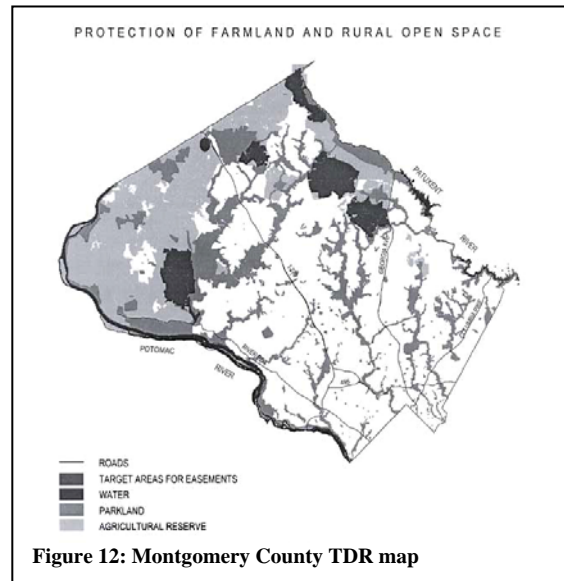 PROTECTION OF FARMLAND AND RURAL OPEN SPACE
PATUXENT
RIVER
POTOMAC
RIVER
ROADS
TARGET AREAS FOR EASEMENTS
WATER
PARKLAND
AGRICULTURAL RESERVE
Figure 12: Montgomery County TDR map